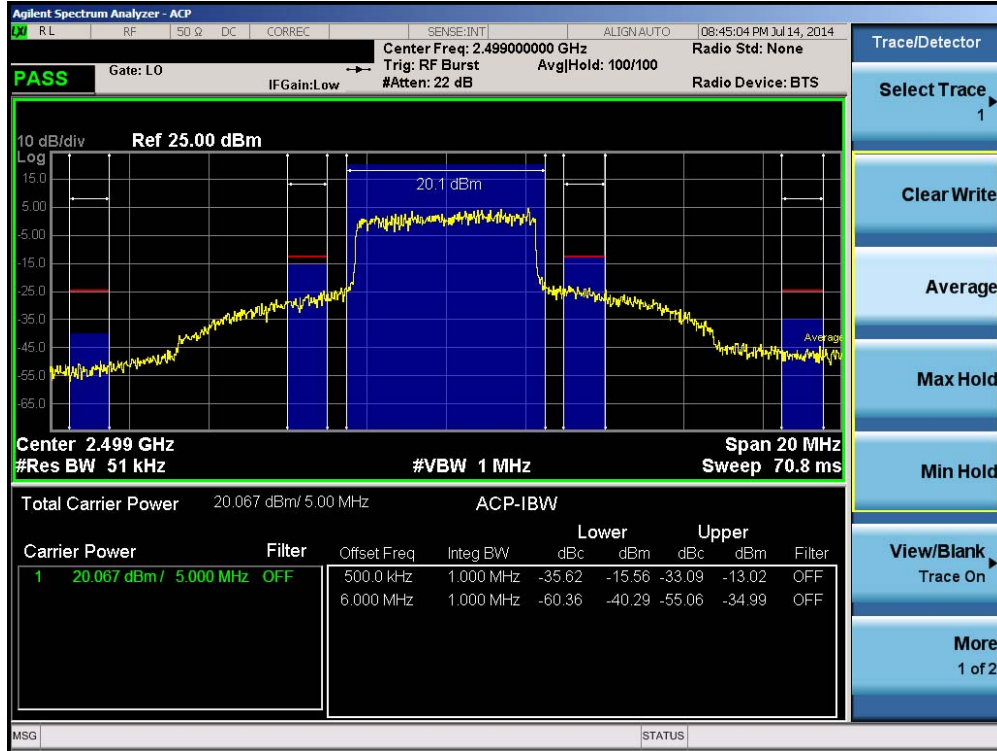 Agilent Spectrum Analyzer - ACP
LXI RL RF 50 Ω DC CORREC SENSE:INT ALIGN AUTO 08:45:04 PM Jul 14, 2014
Center Freq: 2.499000000 GHz Radio Std: None
PASS Gate: LO Trig: RF Burst Avg|Hold: 100/100
IFGain:Low #Atten: 22 dB Radio Device: BTS
10 dB/div Ref 25.00 dBm
Log
15.0
20.1 dBm
5.00
-5.00
-15.0
-25.0
-35.0
Average
-45.0
-55.0
-65.0
Center 2.499 GHz Span 20 MHz
#Res BW 51 kHz #VBW 1 MHz Sweep 70.8 ms
Total Carrier Power 20.067 dBm/ 5.00 MHz ACP-IBW
Lower Upper
Carrier Power Filter Offset Freq Integ BW dBc dBm dBc dBm Filter
1 20.067 dBm / 5.000 MHz OFF 500.0 kHz 1.000 MHz -35.62 -15.56 -33.09 -13.02 OFF
6.000 MHz 1.000 MHz -60.36 -40.29 -55.06 -34.99 OFF
MSG STATUS
Trace/Detector
Select Trace
1
Clear Write
Average
Max Hold
Min Hold
View/Blank
Trace On
More
1 of 2